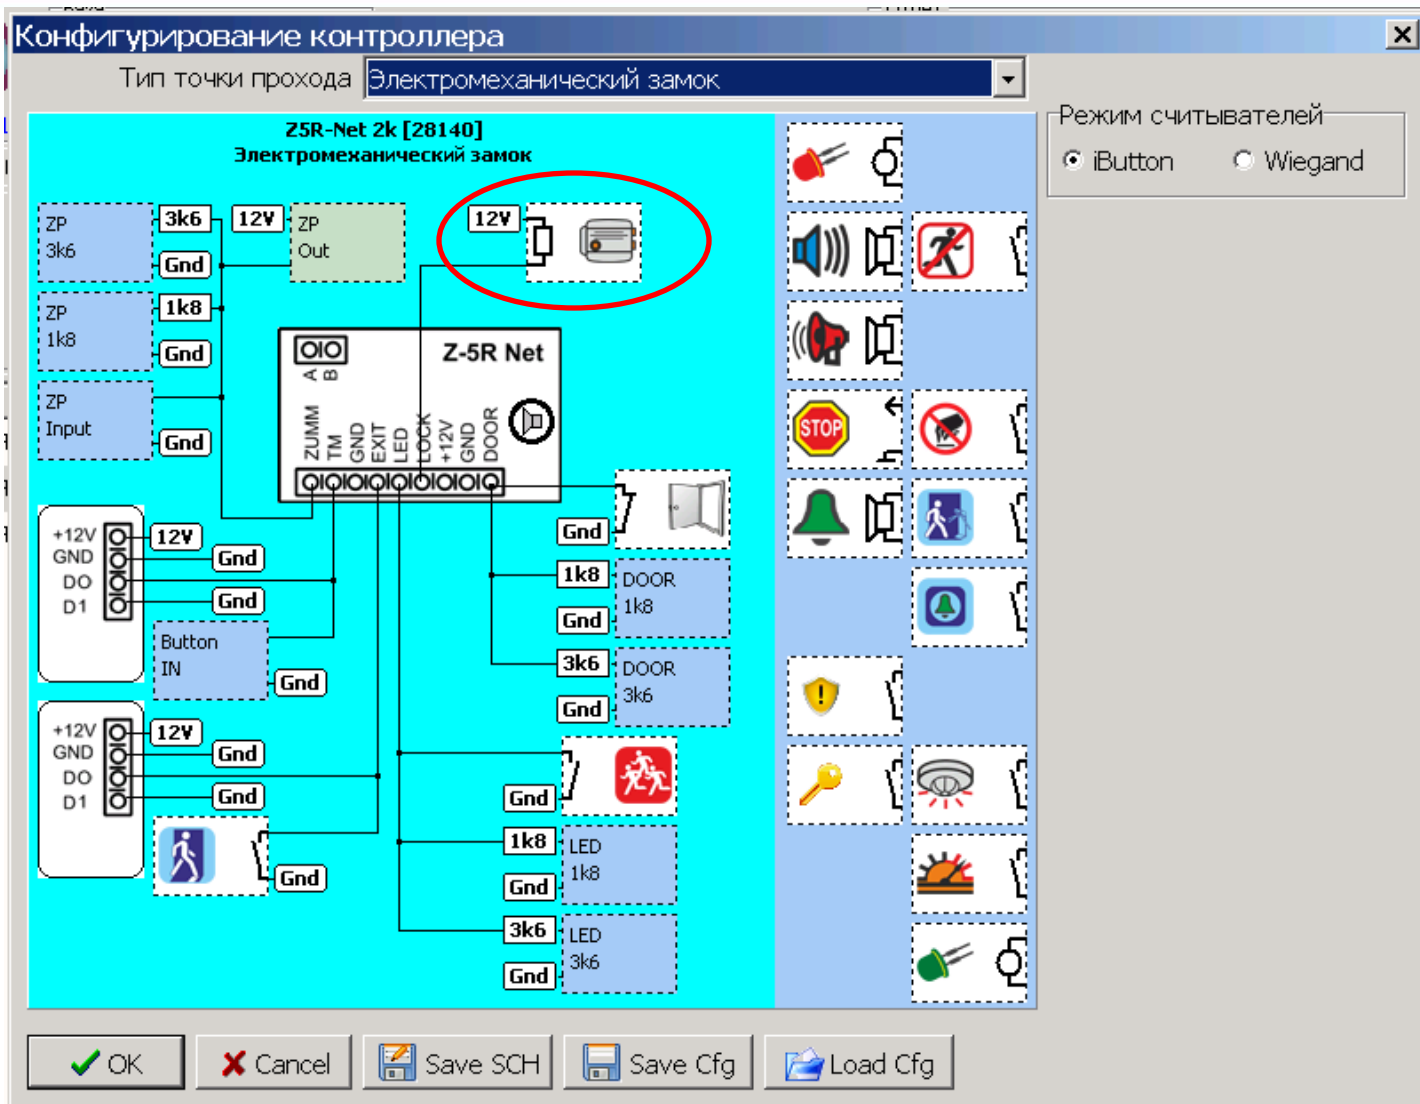 Конфигурирование контроллера
Тип точки прохода Электромеханический замок
Режим считывателей
iButton Wiegand
Z5R-Net 2k [28140]
Электромеханический замок
ZP
3k6
3k6
Gnd
12V
ZP
Out
12V
ZP
1k8
1k8
Gnd
ZP
Input
Gnd
Z-5R Net
A
B
ZUMM
TM
GND
EXIT
LED
LOCK
+12V
GND
DOOR
STOP
+12V
GND
DO
D1
12V
Gnd
Gnd
Button
IN
Gnd
Gnd
1k8
DOOR
1k8
Gnd
3k6
DOOR
3k6
Gnd
+12V
GND
DO
D1
12V
Gnd
Gnd
Gnd
Gnd
1k8
LED
1k8
Gnd
3k6
LED
3k6
Gnd
OK
Cancel
Save SCH
Save Cfg
Load Cfg